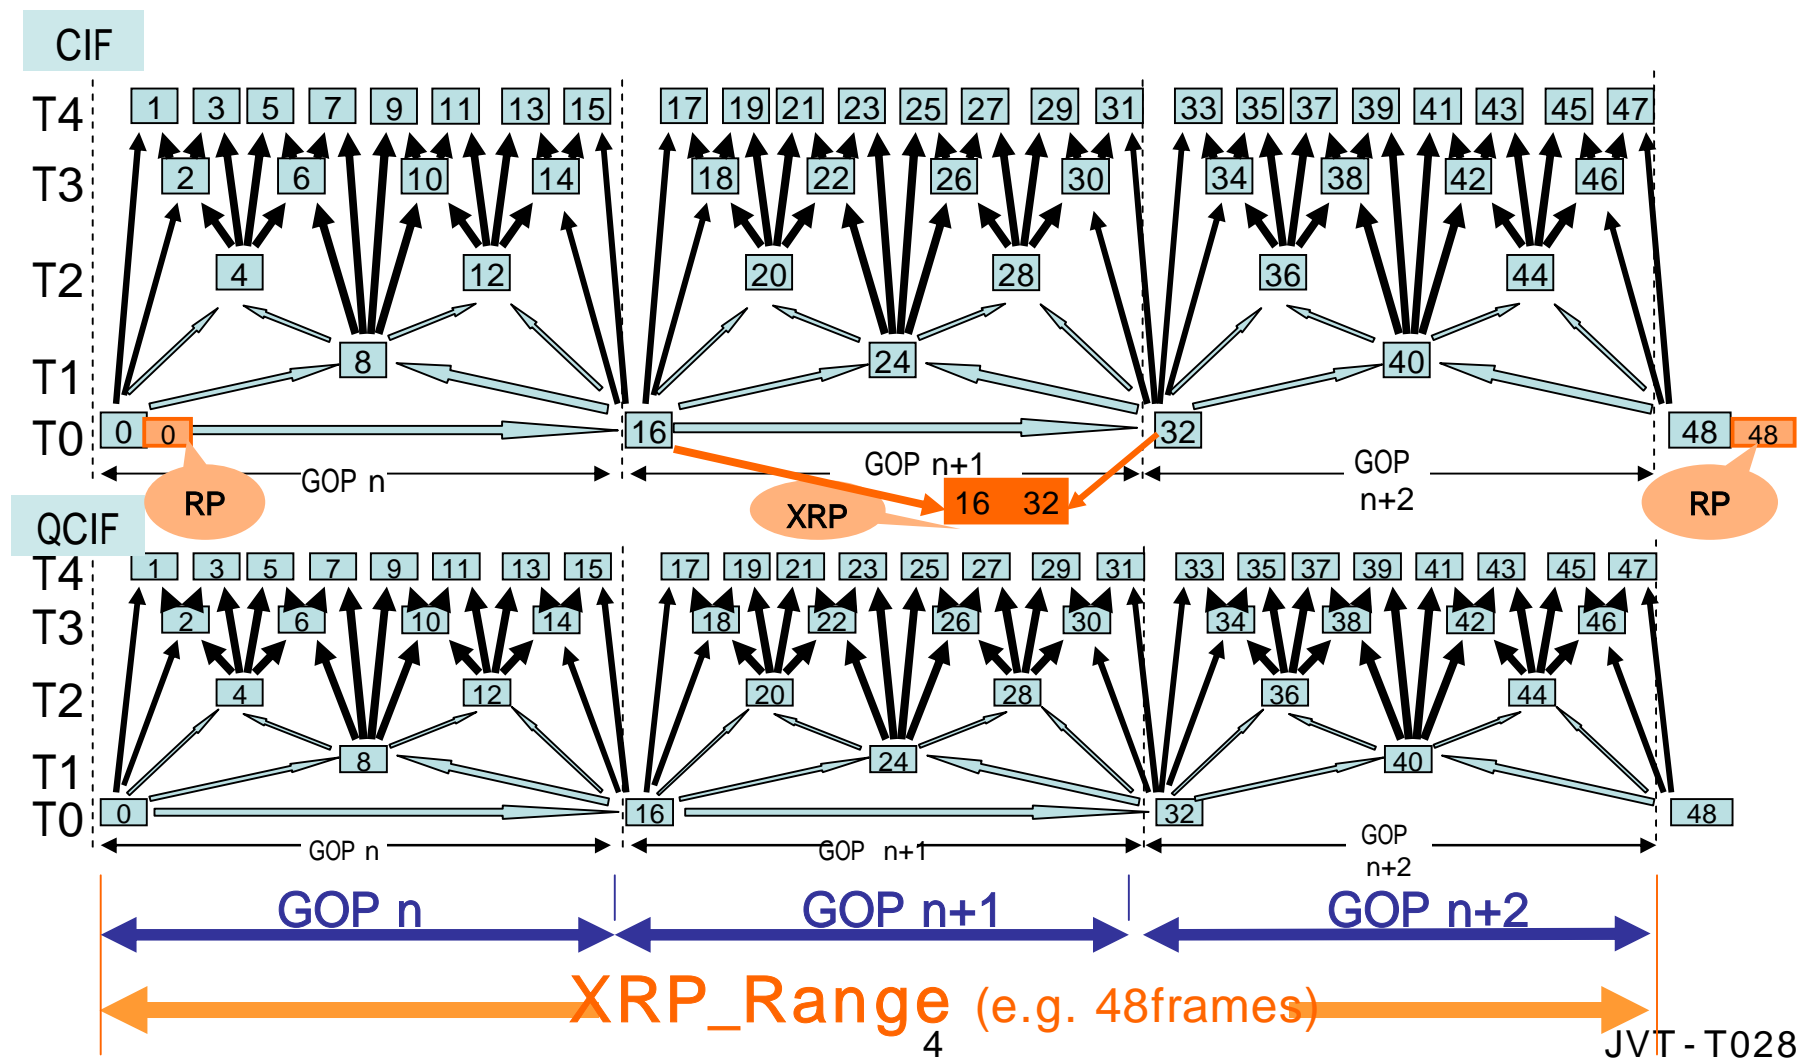 CIF
T4 1 3 5 7 9 11 13 15 17 19 21 23 25 27 29 31 33 35 37 39 41 43 45 47
T3 2 6 10 14 18 22 26 30 34 38 42 46
T2 4 12 20 28 36 44
T1 8 24 40
T0 0 0 16 32 48 48
GOP n GOP n+1 GOP
n+2
RP XRP 16 32 RP
QCIF
T4 1 3 5 7 9 11 13 15 17 19 21 23 25 27 29 31 33 35 37 39 41 43 45 47
T3 2 6 10 14 18 22 26 30 34 38 42 46
T2 4 12 20 28 36 44
T1 8 24 40
T0 0 16 32 48
GOP n GOP n+1 GOP
n+2
GOP n GOP n+1 GOP n+2
XRP_Range (e.g. 48frames)
4
JVT-T028